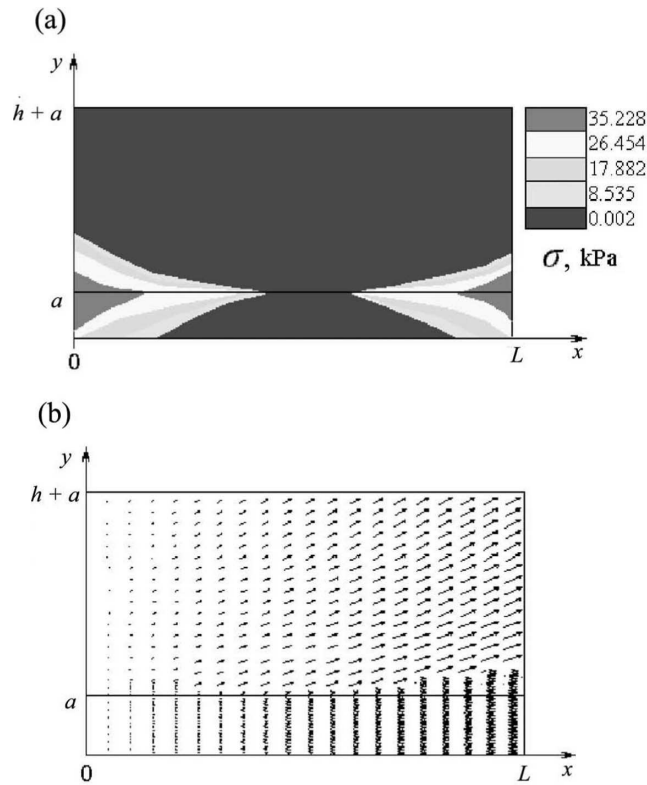 (a)
y
h + a
a
0
L
x
35.228
26.454
17.882
8.535
0.002
σ, kPa
(b)
y
h + a
a
0
L
x